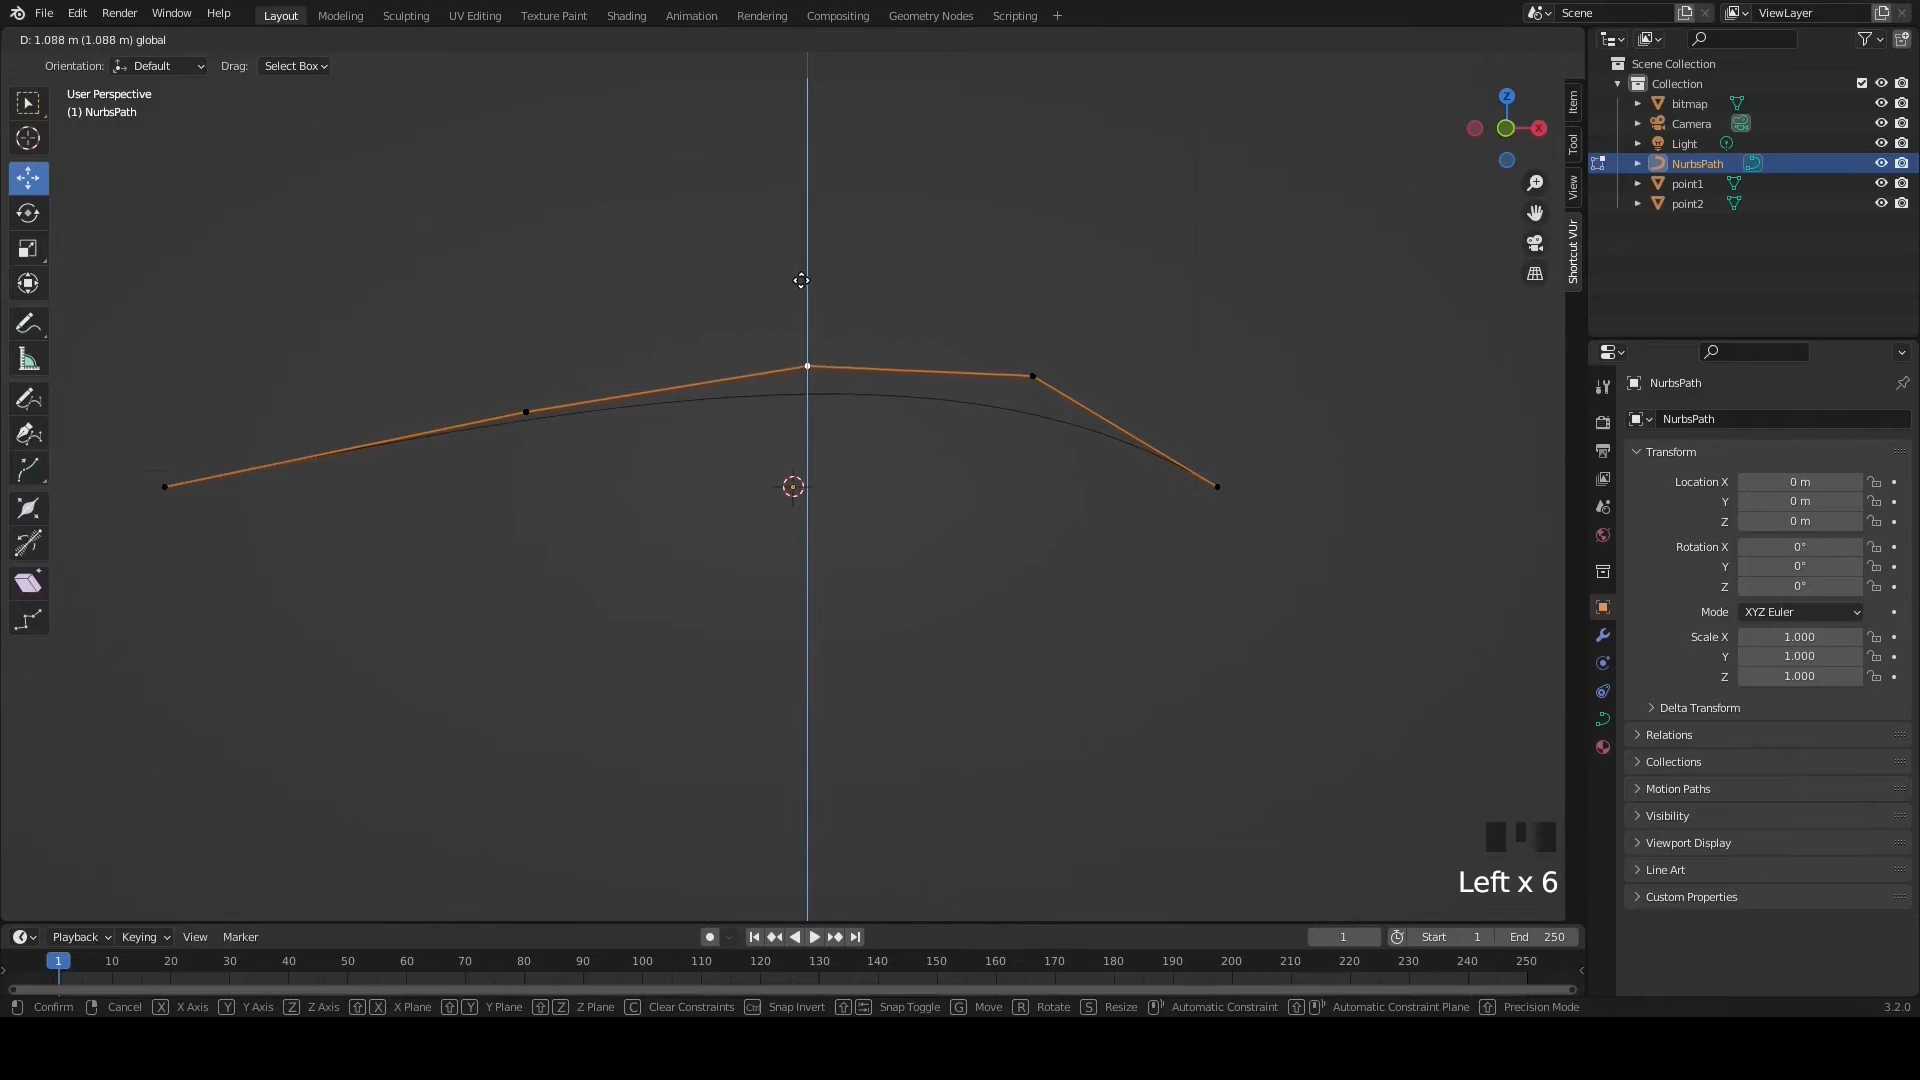 File Edit Render Window Help
Layout Modeling Sculpting UV Editing Texture Paint Shading Animation Rendering Compositing Geometry Nodes Scripting +
Scene
ViewLayer
D: 1.088 m (1.088 m) global
Orientation: Default Drag: Select Box
User Perspective
(1) NurbsPath
Z
X
Item
Tool
View
Shortcut VUr
Scene Collection
Collection
bitmap
Camera
Light
NurbsPath
point1
point2
NurbsPath
NurbsPath
Transform
Location X 0 m
Y 0 m
Z 0 m
Rotation X 0°
Y 0°
Z 0°
Mode XYZ Euler
Scale X 1.000
Y 1.000
Z 1.000
Delta Transform
Relations
Collections
Motion Paths
Visibility
Viewport Display
Line Art
Custom Properties
Left x 6
Playback Keying View Marker
1 Start 1 End 250
1 10 20 30 40 50 60 70 80 90 100 110 120 130 140 150 160 170 180 190 200 210 220 230 240 250
Confirm Cancel X X Axis Y Y Axis Z Z Axis X X Plane Y Y Plane Z Z Plane C Clear Constraints Ctrl Snap Invert Snap Toggle G Move R Rotate S Resize Automatic Constraint Automatic Constraint Plane Precision Mode 3.2.0